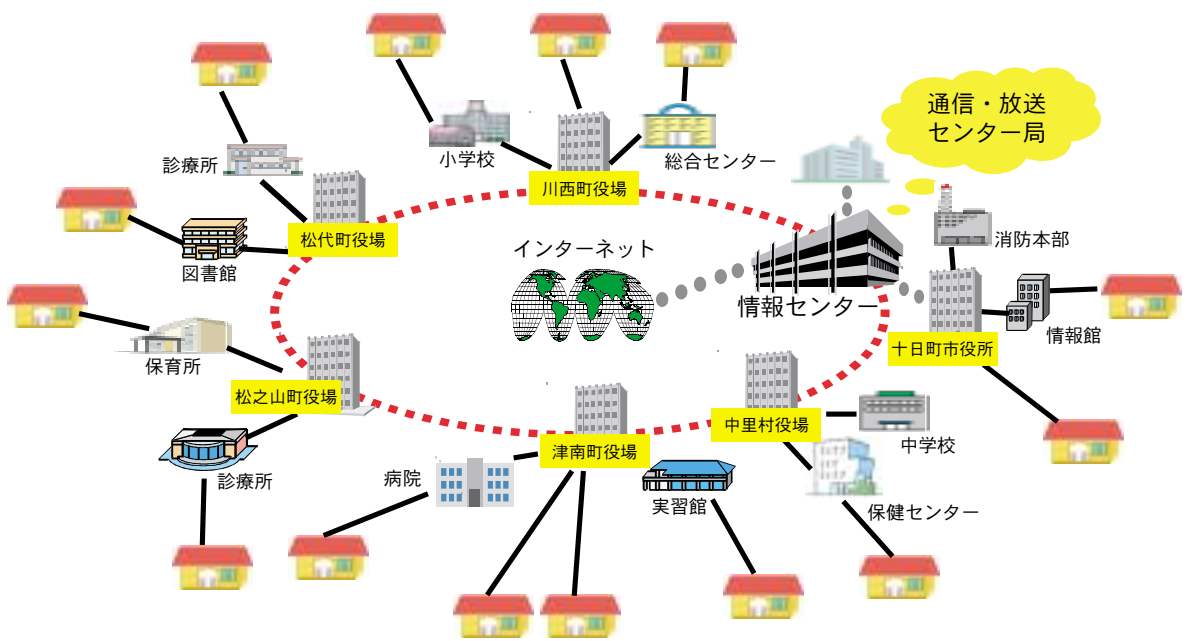 通信・放送
センター局
小学校
総合センター
診療所
川西町役場
松代町役場
図書館
インターネット
消防本部
情報センター
情報館
十日町市役所
保育所
松之山町役場
中里村役場
中学校
津南町役場
診療所
病院
実習館
保健センター